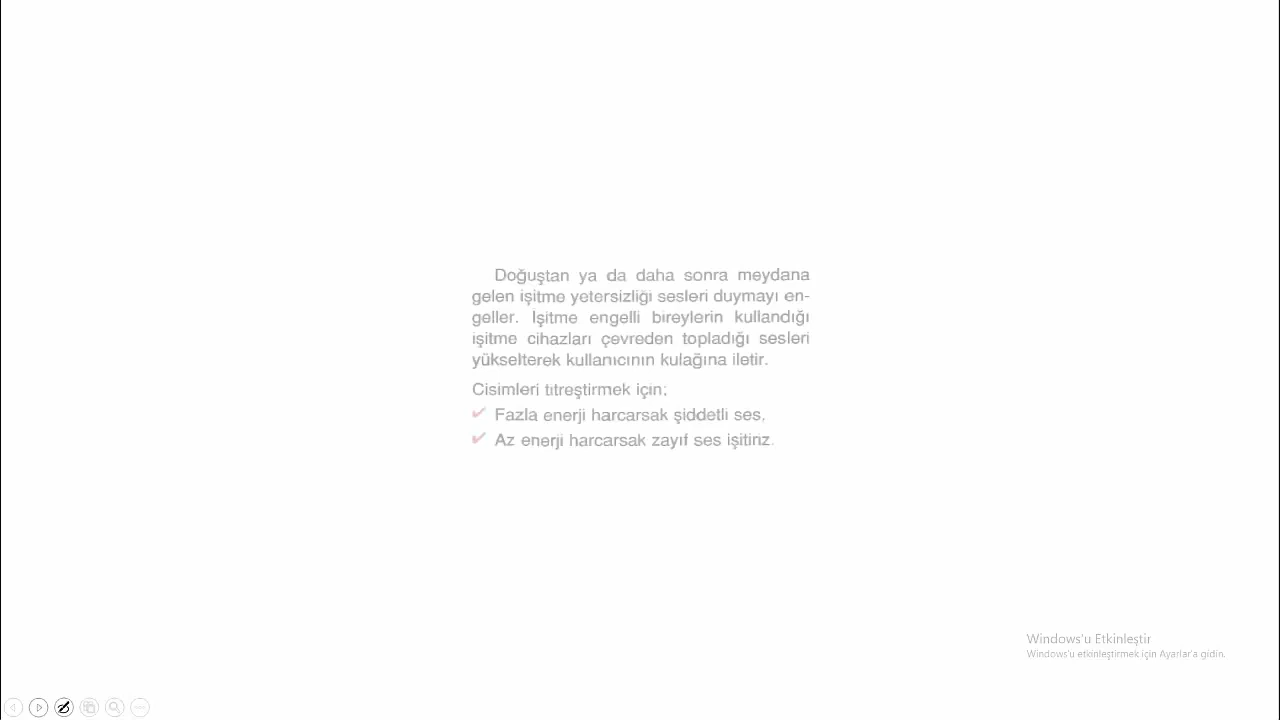 Doğuştan ya da daha sonra meydana
gelen işitme yetersizliği sesleri duymayı en-
geller. İşitme engelli bireylerin kullandığı
işitme cihazları çevreden topladığı sesleri
yükselterek kullanıcının kulağına iletir.
Cisimleri titreştirmek için;
✔ Fazla enerji harcarsak şiddetli ses,
✔ Az enerji harcarsak zayıf ses işitiriz.
Windows'u Etkinleştir
Windows'u etkinleştirmek için Ayarlar'a gidin.